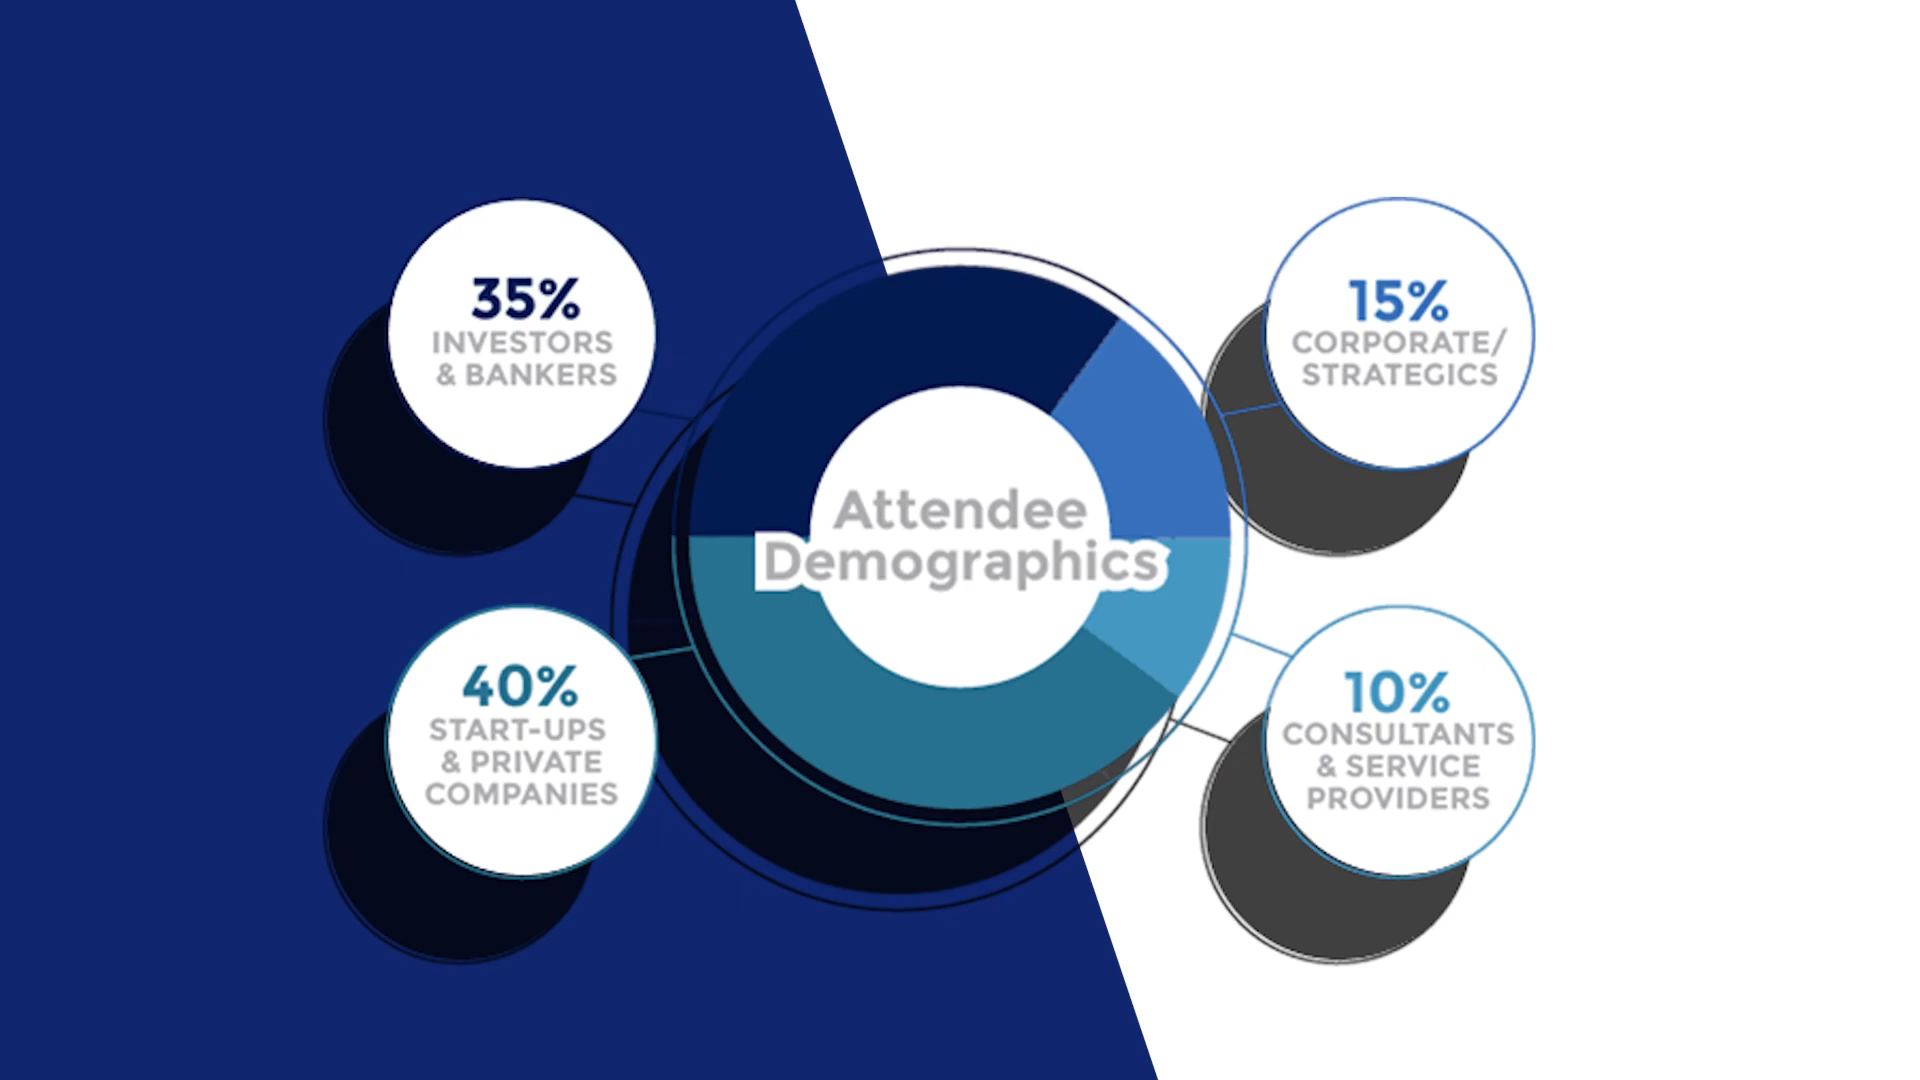 35%
INVESTORS
& BANKERS
15%
CORPORATE/
STRATEGICS
Attendee
Demographics
40%
START-UPS
& PRIVATE
COMPANIES
10%
CONSULTANTS
& SERVICE
PROVIDERS